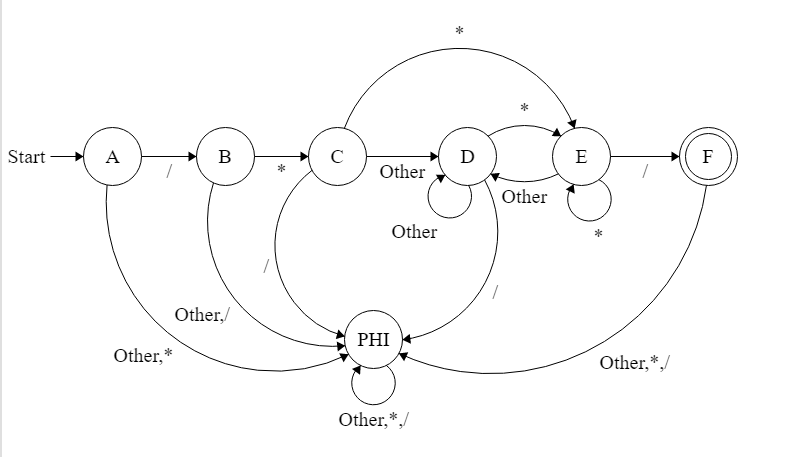 *
*
Start
A
/
B
*
C
Other
D
Other
E
/
F
Other
*
/
/
Other,/
PHI
Other,*
Other,*,/
Other,*,/